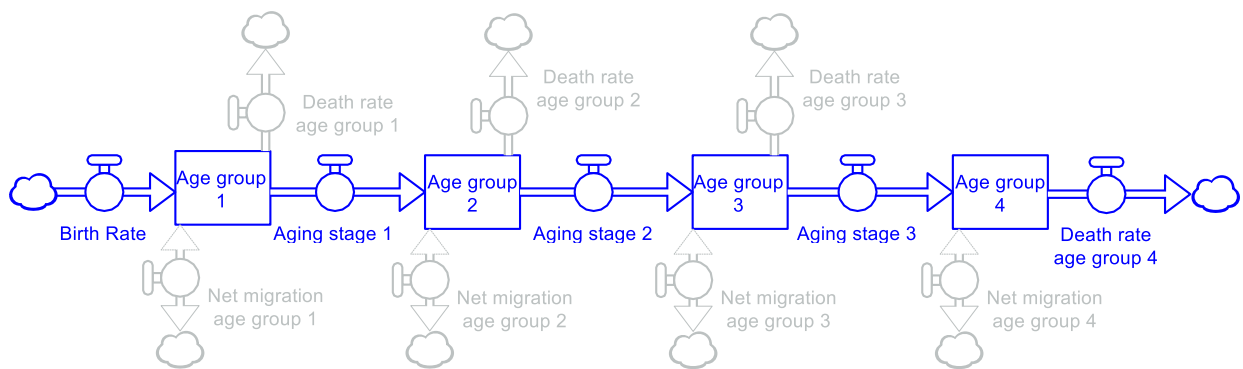 Death rate
age group 1
Death rate
age group 2
Death rate
age group 3
Age group
1
Age group
2
Age group
3
Age group
4
Birth Rate
Aging stage 1
Aging stage 2
Aging stage 3
Death rate
age group 4
Net migration
age group 1
Net migration
age group 2
Net migration
age group 3
Net migration
age group 4